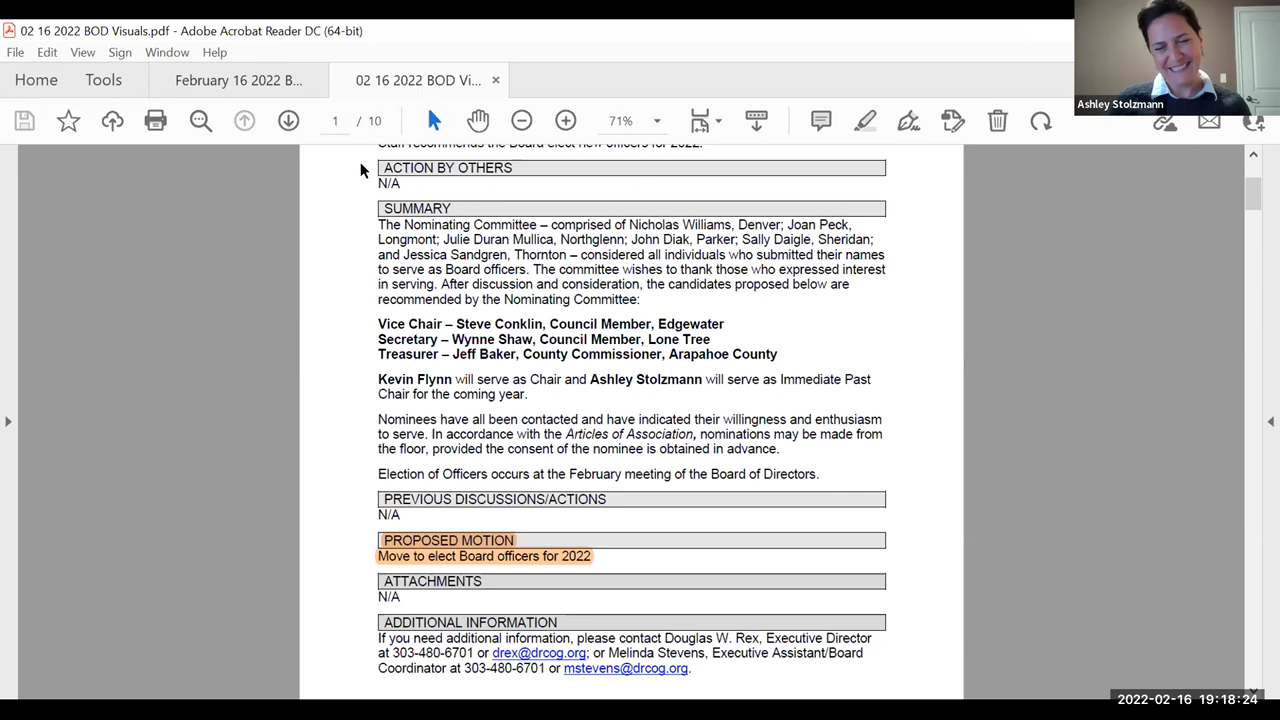 02 16 2022 BOD Visuals.pdf - Adobe Acrobat Reader DC (64-bit)
File Edit View Sign Window Help
Home Tools February 16 2022 B... 02 16 2022 BOD Vi... ×
1 / 10 71%
Ashley Stolzmann
Staff recommends the Board elect new officers for 2022.
ACTION BY OTHERS
N/A
SUMMARY
The Nominating Committee – comprised of Nicholas Williams, Denver; Joan Peck,
Longmont; Julie Duran Mullica, Northglenn; John Diak, Parker; Sally Daigle, Sheridan;
and Jessica Sandgren, Thornton – considered all individuals who submitted their names
to serve as Board officers. The committee wishes to thank those who expressed interest
in serving. After discussion and consideration, the candidates proposed below are
recommended by the Nominating Committee:
Vice Chair – Steve Conklin, Council Member, Edgewater
Secretary – Wynne Shaw, Council Member, Lone Tree
Treasurer – Jeff Baker, County Commissioner, Arapahoe County
Kevin Flynn will serve as Chair and Ashley Stolzmann will serve as Immediate Past
Chair for the coming year.
Nominees have all been contacted and have indicated their willingness and enthusiasm
to serve. In accordance with the Articles of Association, nominations may be made from
the floor, provided the consent of the nominee is obtained in advance.
Election of Officers occurs at the February meeting of the Board of Directors.
PREVIOUS DISCUSSIONS/ACTIONS
N/A
PROPOSED MOTION
Move to elect Board officers for 2022
ATTACHMENTS
N/A
ADDITIONAL INFORMATION
If you need additional information, please contact Douglas W. Rex, Executive Director
at 303-480-6701 or drex@drcog.org; or Melinda Stevens, Executive Assistant/Board
Coordinator at 303-480-6701 or mstevens@drcog.org.
2022-02-16 19:18:24